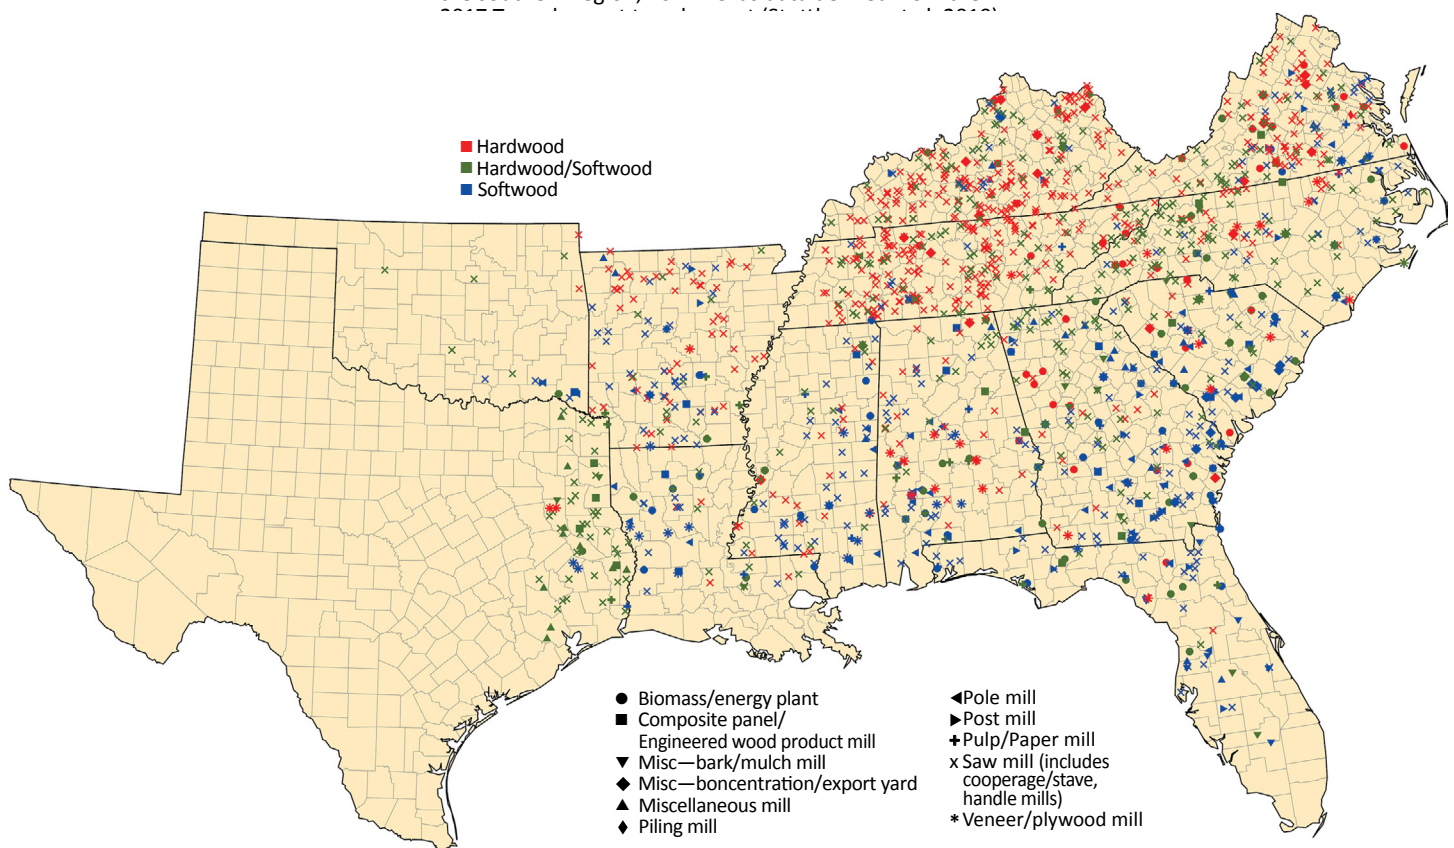 2017 T
Hardwood
Hardwood/Softwood
Softwood
Biomass/energy plant
Composite panel/
Engineered wood product mill
Misc—bark/mulch mill
Misc—boncentration/export yard
Miscellaneous mill
Piling mill
Pole mill
Post mill
Pulp/Paper mill
Saw mill (includes
cooperage/stave,
handle mills)
Veneer/plywood mill